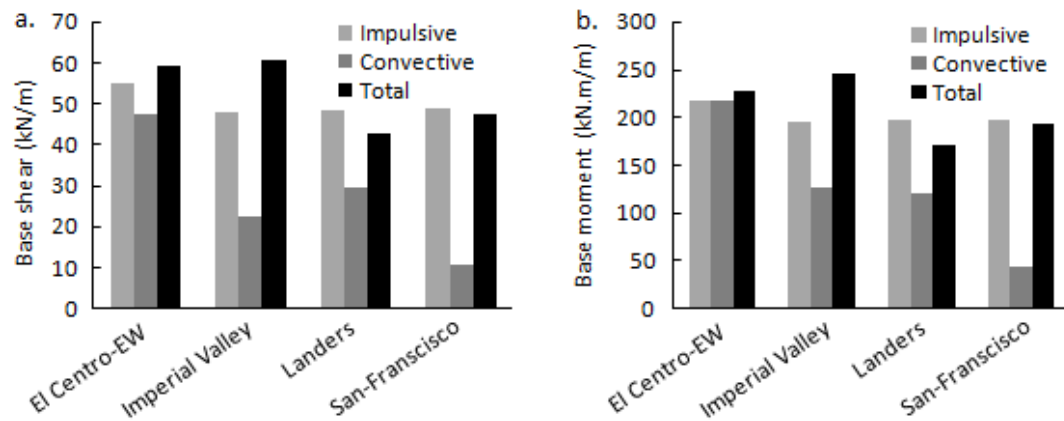 a.
70
60
50
40
30
20
10
0
Base shear (kN/m)
Impulsive
Convective
Total
El Centro-EW
Imperial Valley
Landers
San-Franscisco
b.
300
250
200
150
100
50
0
Base moment (kN.m/m)
Impulsive
Convective
Total
El Centro-EW
Imperial Valley
Landers
San-Franscisco